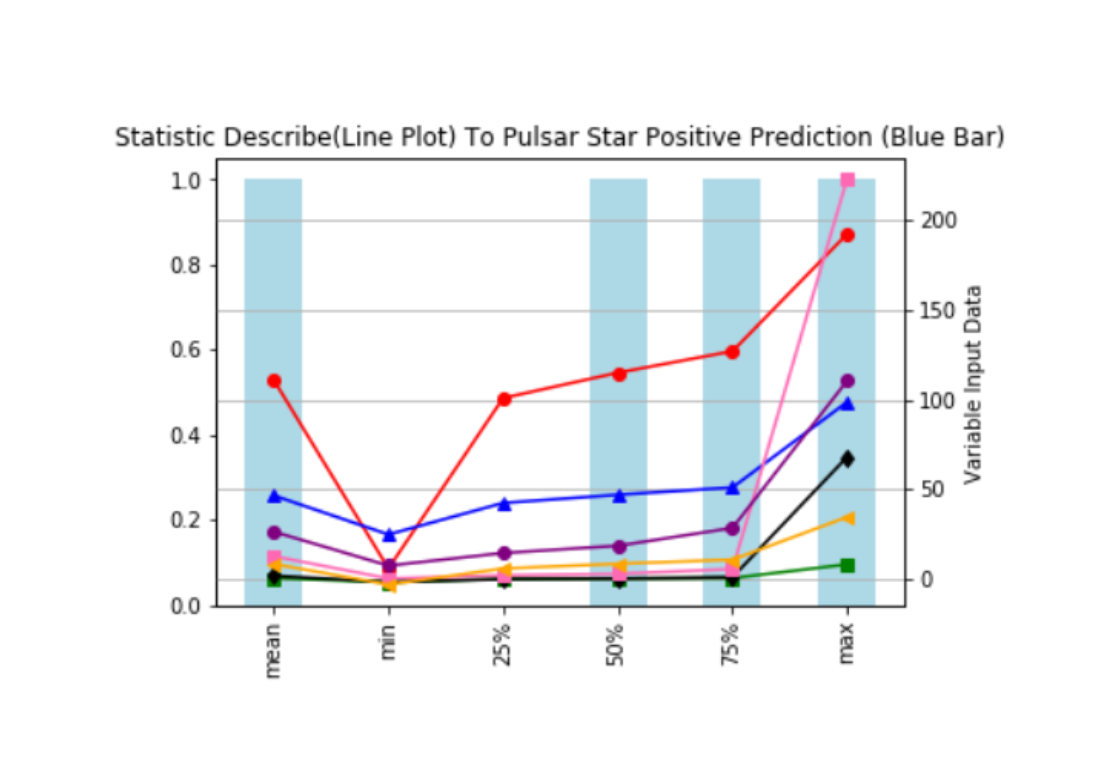 Statistic Describe(Line Plot) To Pulsar Star Positive Prediction (Blue Bar)
1.0
0.8
0.6
0.4
0.2
0.0
200
150
100
50
0
Variable Input Data
mean
min
25%
50%
75%
max